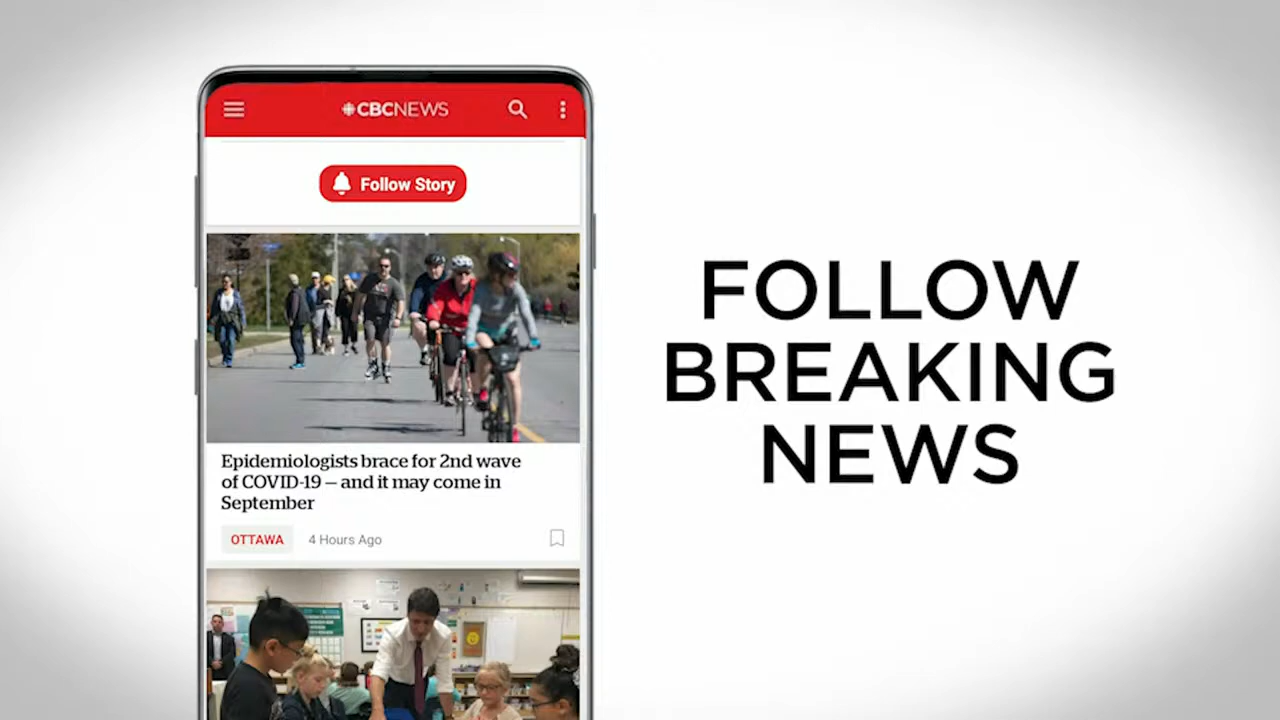 CBCNEWS
Follow Story
Epidemiologists brace for 2nd wave
of COVID-19 – and it may come in
September
OTTAWA
4 Hours Ago
FOLLOW
BREAKING
NEWS